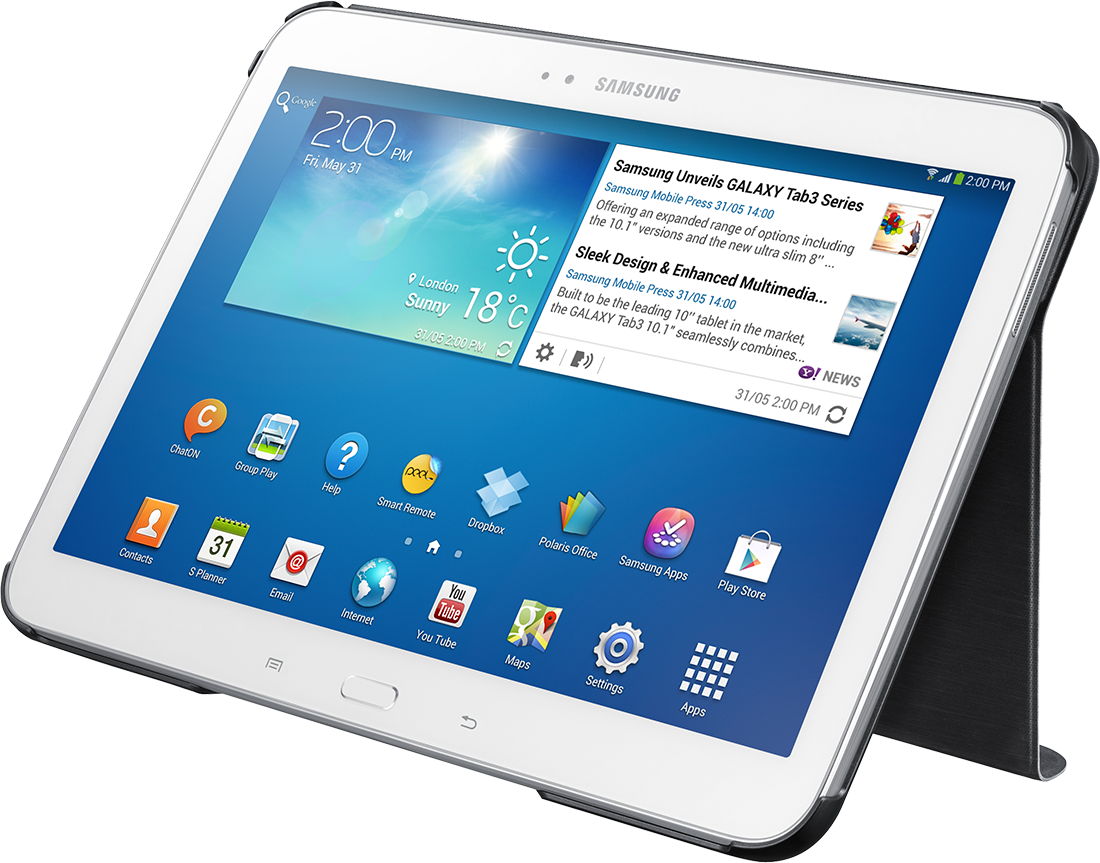 SAMSUNG
Google
2:00 PM
Fri, May 31
London
Sunny 18°C
31/05 2:00 PM
2:00 PM
Samsung Unveils GALAXY Tab3 Series
Samsung Mobile Press 31/05 14:00
Offering an expanded range of options including
the 10.1" versions and the new ultra slim 8" ...
Sleek Design & Enhanced Multimedia...
Samsung Mobile Press 31/05 14:00
Built to be the leading 10" tablet in the market,
the GALAXY Tab3 10.1" seamlessly combines...
Y! NEWS
31/05 2:00 PM
C
ChatON
Group Play
?
Help
peel
Smart Remote
Dropbox
Polaris Office
Samsung Apps
Play Store
Contacts
31
S Planner
@
Email
Internet
You
Tube
You Tube
g
Maps
Settings
Apps